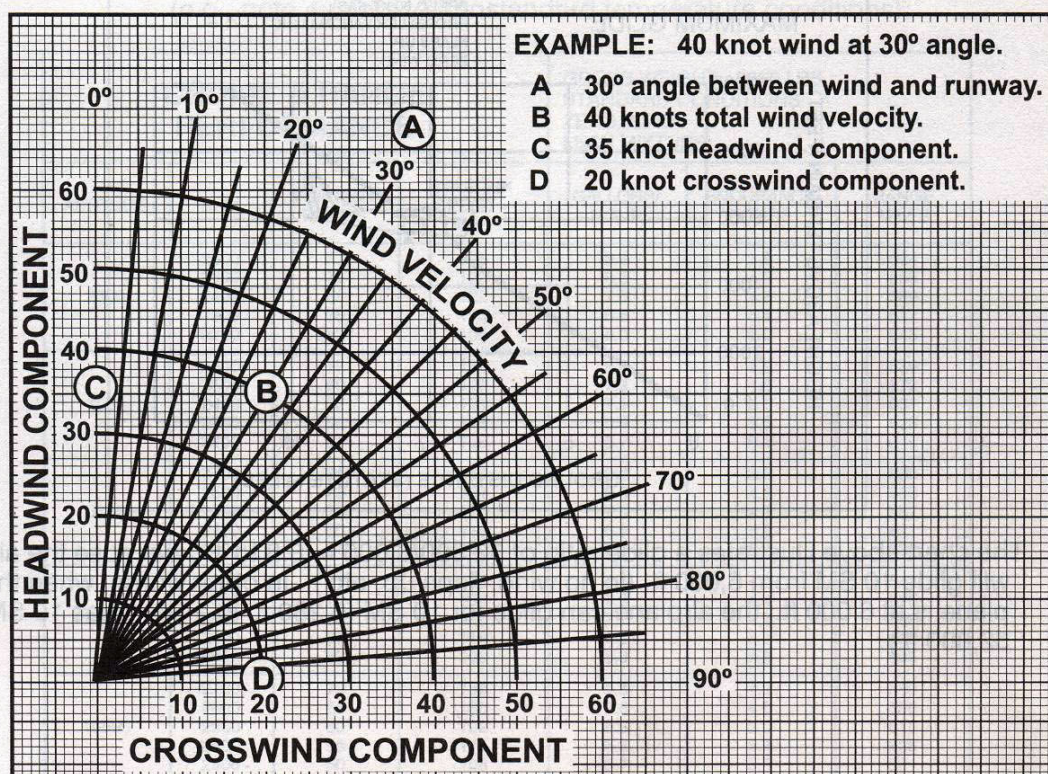 EXAMPLE: 40 knot wind at 30º angle.
A 30º angle between wind and runway.
B 40 knots total wind velocity.
C 35 knot headwind component.
D 20 knot crosswind component.
0º
10º
20º
A
30º
40º
50º
60º
70º
80º
90º
WIND VELOCITY
HEADWIND COMPONENT
60
50
40
30
20
10
C
B
D
10 20 30 40 50 60
CROSSWIND COMPONENT